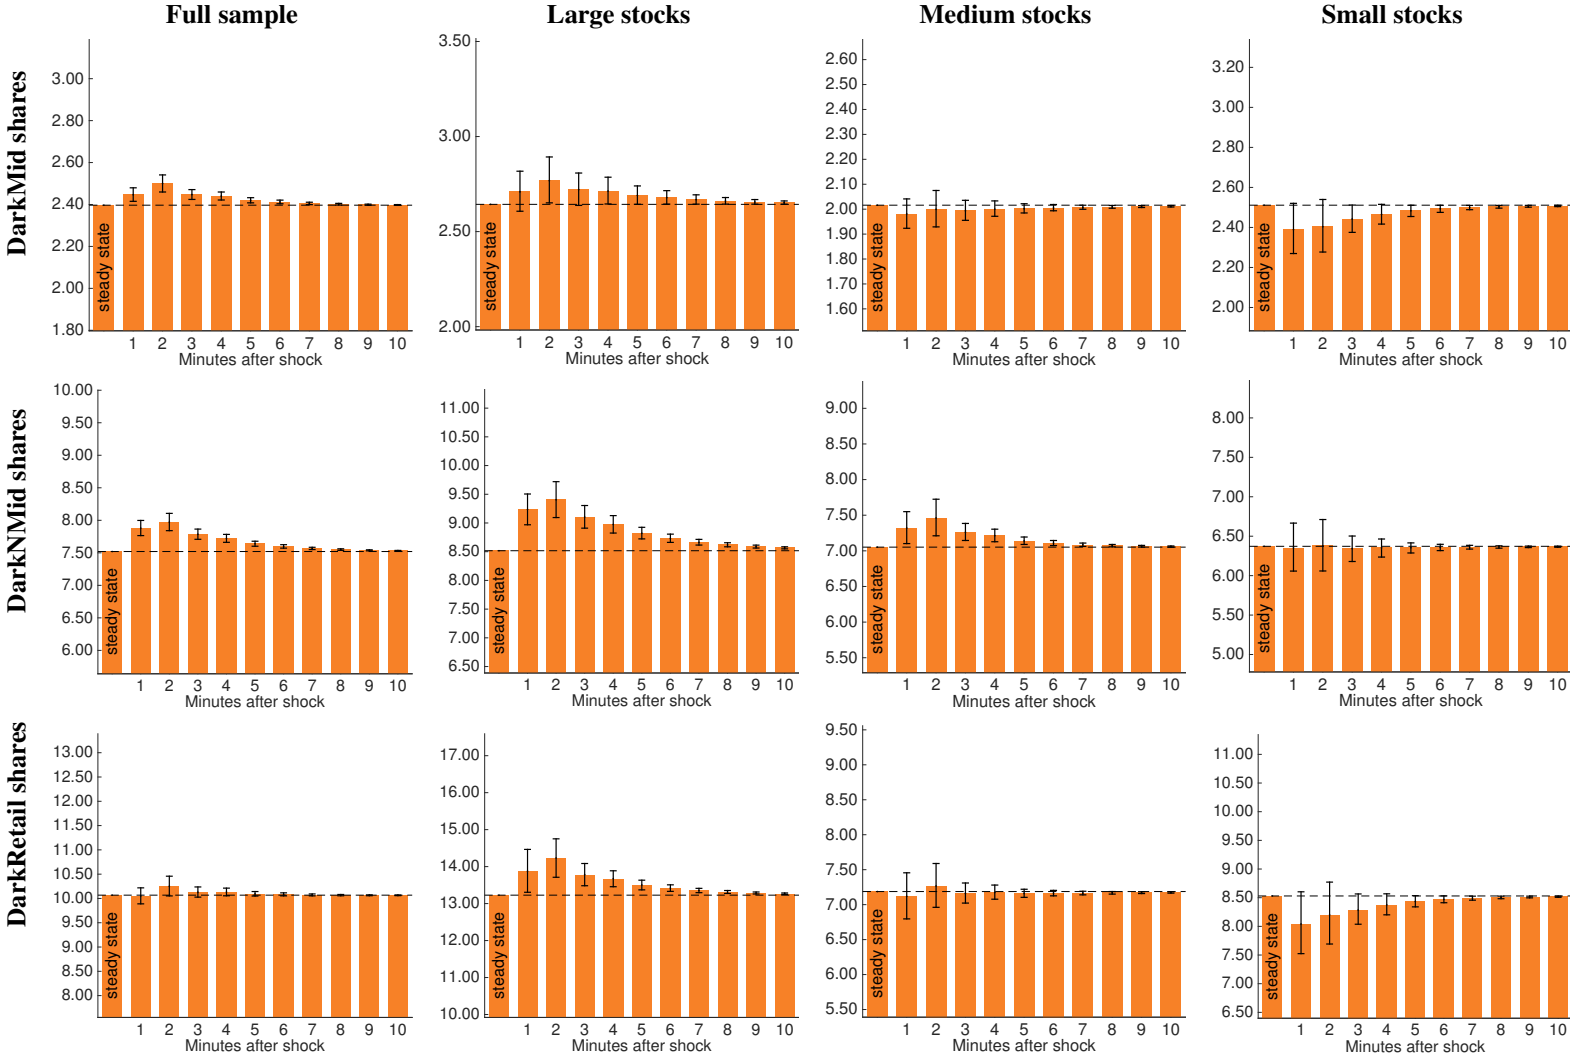 Full sample
Large stocks
Medium stocks
Small stocks
DarkMid shares
3.00
2.80
2.60
2.40
2.20
2.00
1.80
steady state
1 2 3 4 5 6 7 8 9 10
Minutes after shock
3.50
3.00
2.50
2.00
steady state
1 2 3 4 5 6 7 8 9 10
Minutes after shock
2.60
2.50
2.40
2.30
2.20
2.10
2.00
1.90
1.80
1.70
1.60
steady state
1 2 3 4 5 6 7 8 9 10
Minutes after shock
3.20
3.00
2.80
2.60
2.40
2.20
2.00
steady state
1 2 3 4 5 6 7 8 9 10
Minutes after shock
DarkNMid shares
10.00
9.50
9.00
8.50
8.00
7.50
7.00
6.50
6.00
steady state
1 2 3 4 5 6 7 8 9 10
Minutes after shock
11.00
10.50
10.00
9.50
9.00
8.50
8.00
7.50
7.00
6.50
steady state
1 2 3 4 5 6 7 8 9 10
Minutes after shock
9.00
8.50
8.00
7.50
7.00
6.50
6.00
5.50
steady state
1 2 3 4 5 6 7 8 9 10
Minutes after shock
8.00
7.50
7.00
6.50
6.00
5.50
5.00
steady state
1 2 3 4 5 6 7 8 9 10
Minutes after shock
DarkRetail shares
13.00
12.50
12.00
11.50
11.00
10.50
10.00
9.50
9.00
8.50
8.00
steady state
1 2 3 4 5 6 7 8 9 10
Minutes after shock
17.00
16.00
15.00
14.00
13.00
12.00
11.00
10.00
steady state
1 2 3 4 5 6 7 8 9 10
Minutes after shock
9.50
9.00
8.50
8.00
7.50
7.00
6.50
6.00
5.50
steady state
1 2 3 4 5 6 7 8 9 10
Minutes after shock
11.00
10.50
10.00
9.50
9.00
8.50
8.00
7.50
7.00
6.50
steady state
1 2 3 4 5 6 7 8 9 10
Minutes after shock